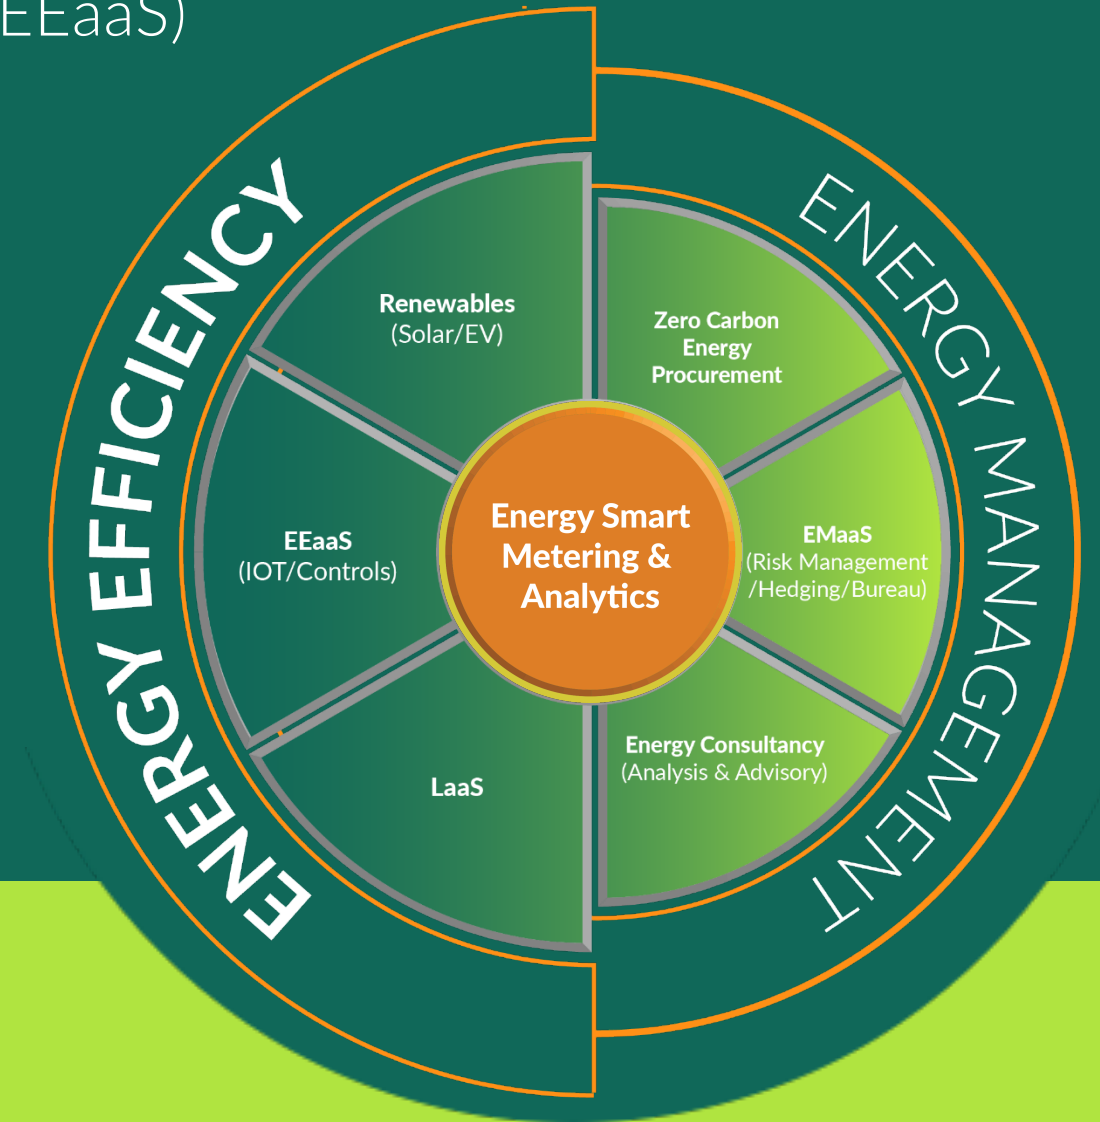 EEaaS)
ENERGY EFFICIENCY
ENERGY MANAGEMENT
Renewables
(Solar/EV)
Zero Carbon
Energy
Procurement
EEaaS
(IOT/Controls)
Energy Smart
Metering &
Analytics
EMaaS
(Risk Management
/Hedging/Bureau)
LaaS
Energy Consultancy
(Analysis & Advisory)